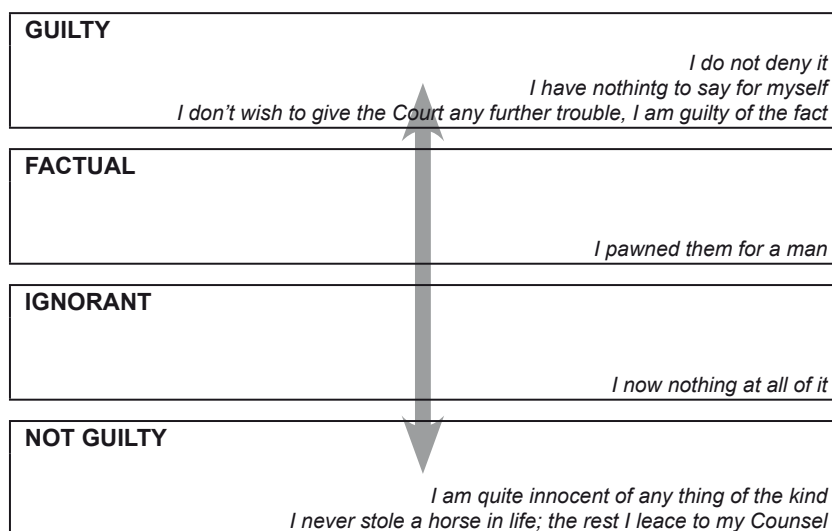 GUILTY
I do not deny it
I have nothintg to say for myself
I don't wish to give the Court any further trouble, I am guilty of the fact
FACTUAL
I pawned them for a man
IGNORANT
I now nothing at all of it
NOT GUILTY
I am quite innocent of any thing of the kind
I never stole a horse in life; the rest I leace to my Counsel